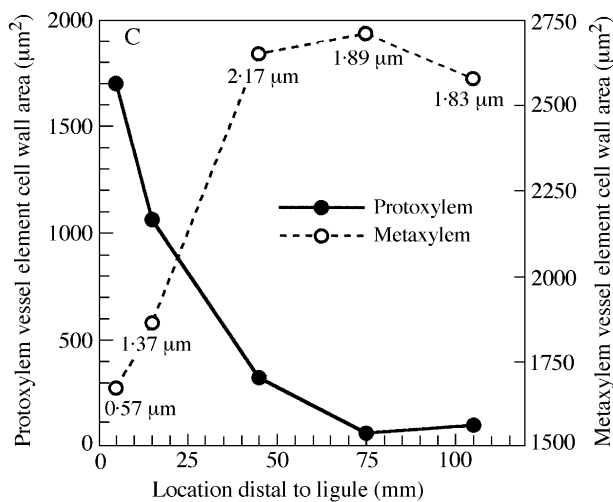 C
Protoxylem vessel element cell wall area (µm²)
2000
1500
1000
500
0
Metaxylem vessel element cell wall area (µm²)
2750
2500
2250
2000
1750
1500
2·17 µm
1·89 µm
1·83 µm
Protoxylem
Metaxylem
1·37 µm
0·57 µm
0 25 50 75 100
Location distal to ligule (mm)